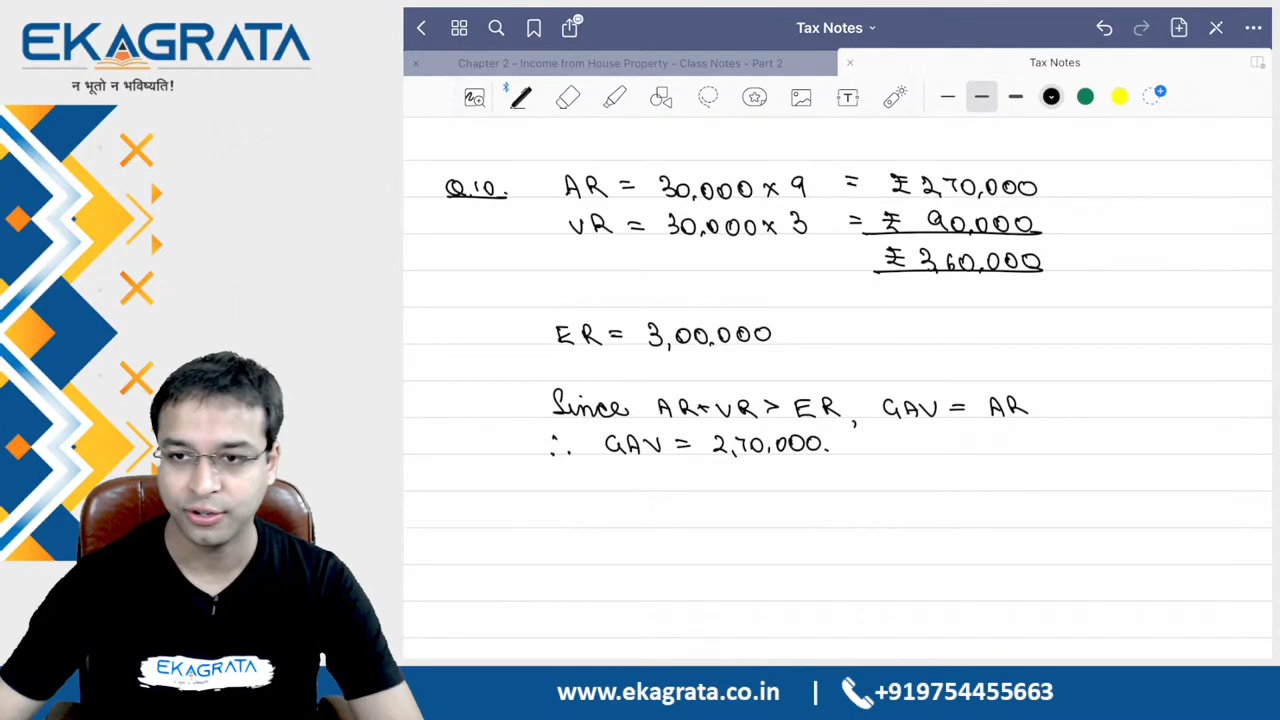 EKAGRATA
न भूतो न भविष्यति!
Tax Notes
Chapter 2 - Income from House Property - Class Notes - Part 2
Tax Notes
Q.10. AR = 30,000 × 9 = ₹ 270,000
VR = 30,000 × 3 = ₹ 90,000
₹ 3,60,000
ER = 3,00,000
Since AR+VR > ER, GAV = AR
∴ GAV = 2,70,000.
EKAGRATA
www.ekagrata.co.in | +919754455663